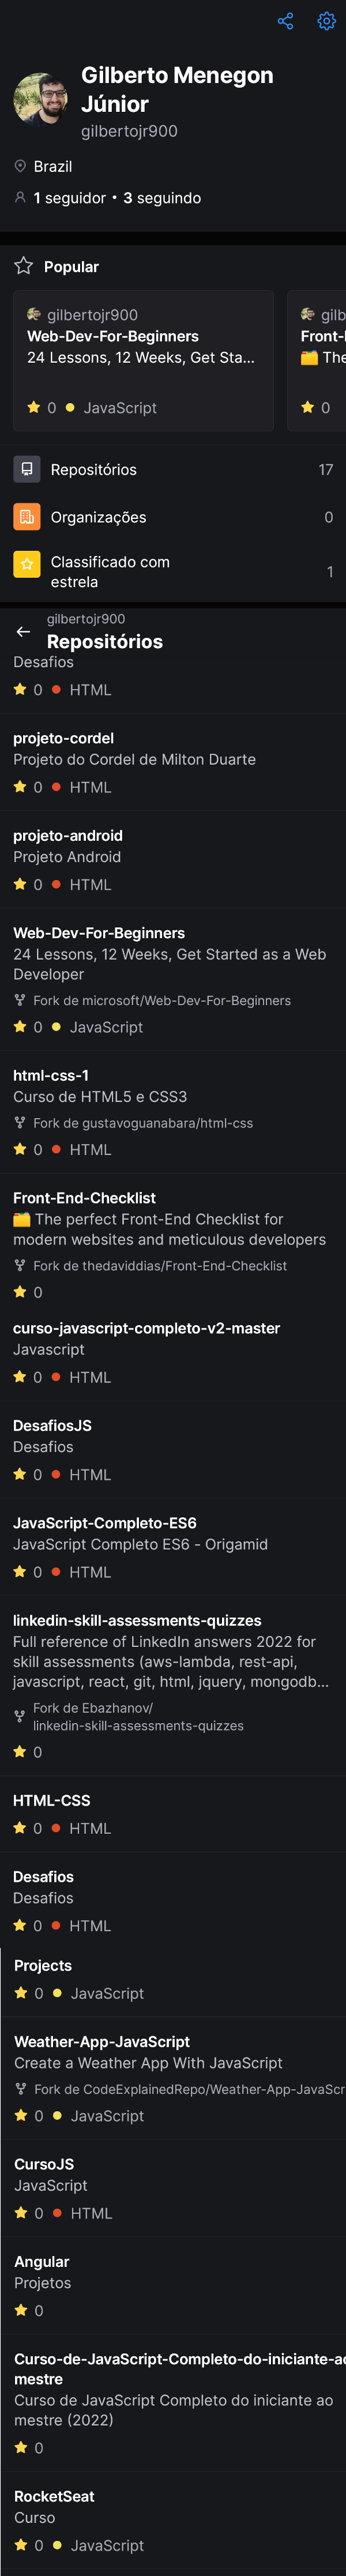 Gilberto Menegon
Júnior
gilbertojr900
Brazil
1 seguidor • 3 seguindo
Popular
gilbertojr900
Web-Dev-For-Beginners
24 Lessons, 12 Weeks, Get Sta...
0 JavaScript
gilb
Front-
The
0
Repositórios 17
Organizações 0
Classificado com
estrela 1
gilbertojr900
Repositórios
Desafios
0 HTML
projeto-cordel
Projeto do Cordel de Milton Duarte
0 HTML
projeto-android
Projeto Android
0 HTML
Web-Dev-For-Beginners
24 Lessons, 12 Weeks, Get Started as a Web
Developer
Fork de microsoft/Web-Dev-For-Beginners
0 JavaScript
html-css-1
Curso de HTML5 e CSS3
Fork de gustavoguanabara/html-css
0 HTML
Front-End-Checklist
The perfect Front-End Checklist for
modern websites and meticulous developers
Fork de thedaviddias/Front-End-Checklist
0
curso-javascript-completo-v2-master
Javascript
0 HTML
DesafiosJS
Desafios
0 HTML
JavaScript-Completo-ES6
JavaScript Completo ES6 - Origamid
0 HTML
linkedin-skill-assessments-quizzes
Full reference of LinkedIn answers 2022 for
skill assessments (aws-lambda, rest-api,
javascript, react, git, html, jquery, mongodb...
Fork de Ebazhanov/
linkedin-skill-assessments-quizzes
0
HTML-CSS
0 HTML
Desafios
Desafios
0 HTML
Projects
0 JavaScript
Weather-App-JavaScript
Create a Weather App With JavaScript
Fork de CodeExplainedRepo/Weather-App-JavaScr
0 JavaScript
CursoJS
JavaScript
0 HTML
Angular
Projetos
0
Curso-de-JavaScript-Completo-do-iniciante-ao
mestre
Curso de JavaScript Completo do iniciante ao
mestre (2022)
0
RocketSeat
Curso
0 JavaScript